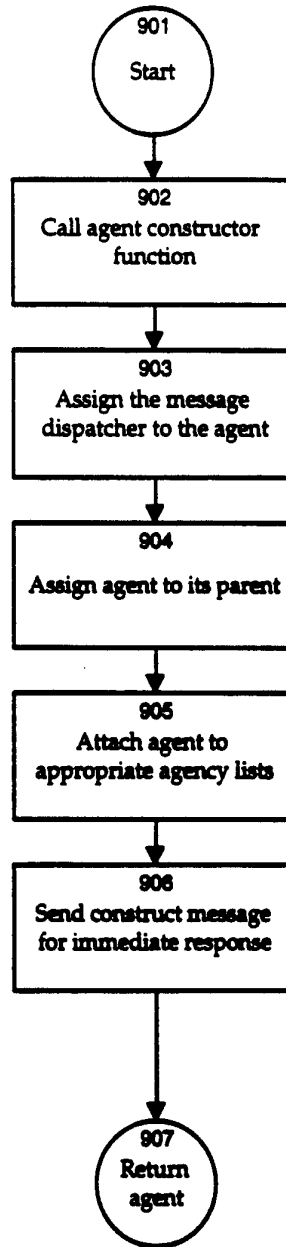 901
Start
902
Call agent constructor
function
903
Assign the message
dispatcher to the agent
904
Assign agent to its parent
905
Attach agent to
appropriate agency lists
906
Send construct message
for immediate response
907
Return
agent